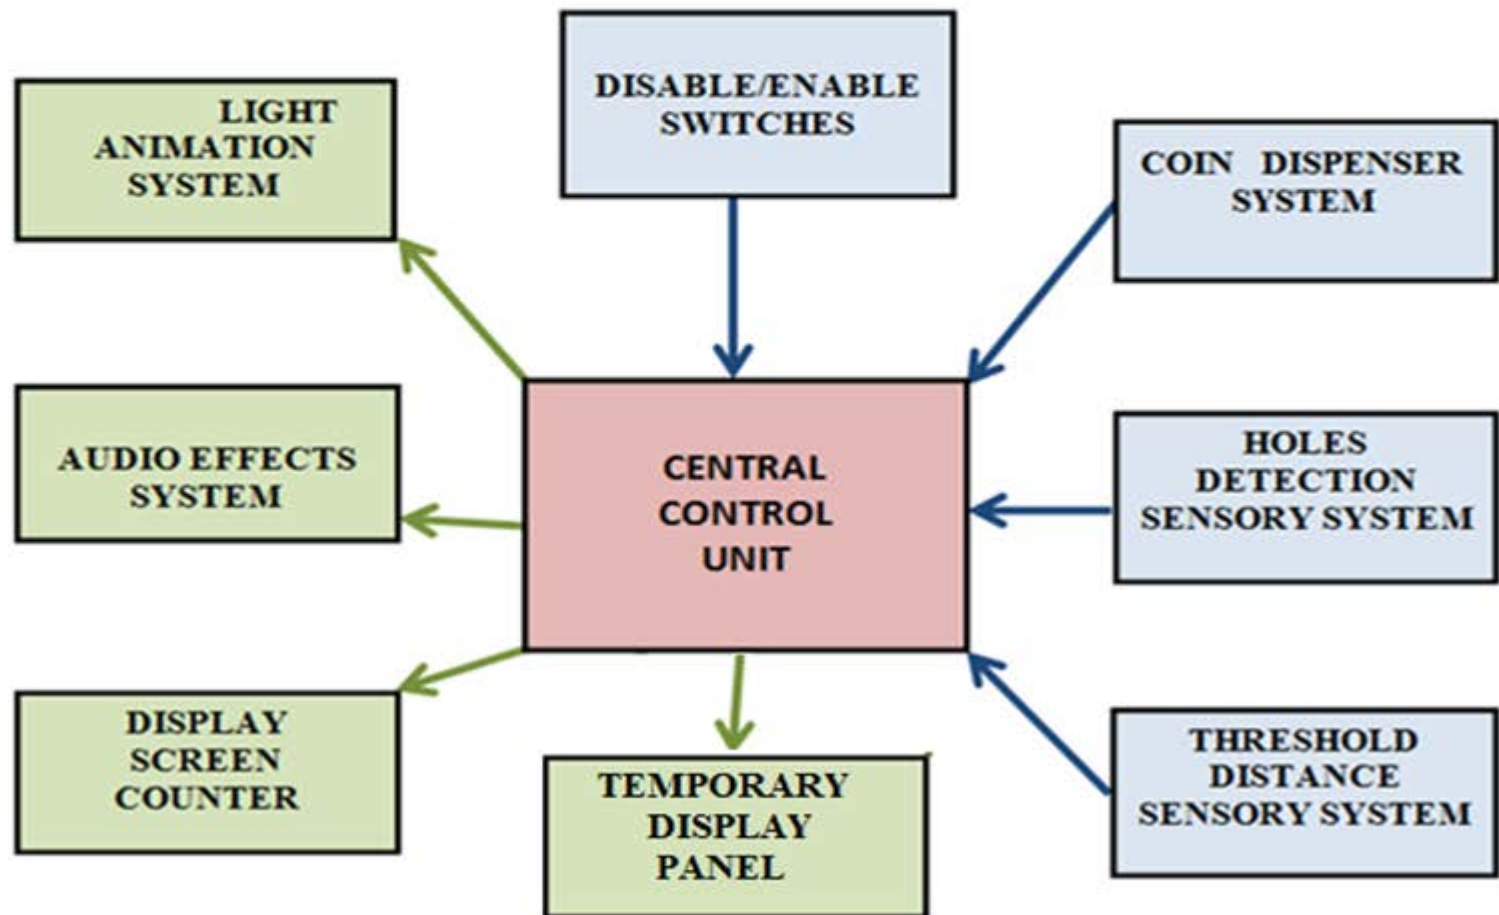 LIGHT
ANIMATION
SYSTEM
DISABLE/ENABLE
SWITCHES
COIN DISPENSER
SYSTEM
AUDIO EFFECTS
SYSTEM
CENTRAL
CONTROL
UNIT
HOLES
DETECTION
SENSORY SYSTEM
DISPLAY
SCREEN
COUNTER
TEMPORARY
DISPLAY
PANEL
THRESHOLD
DISTANCE
SENSORY SYSTEM